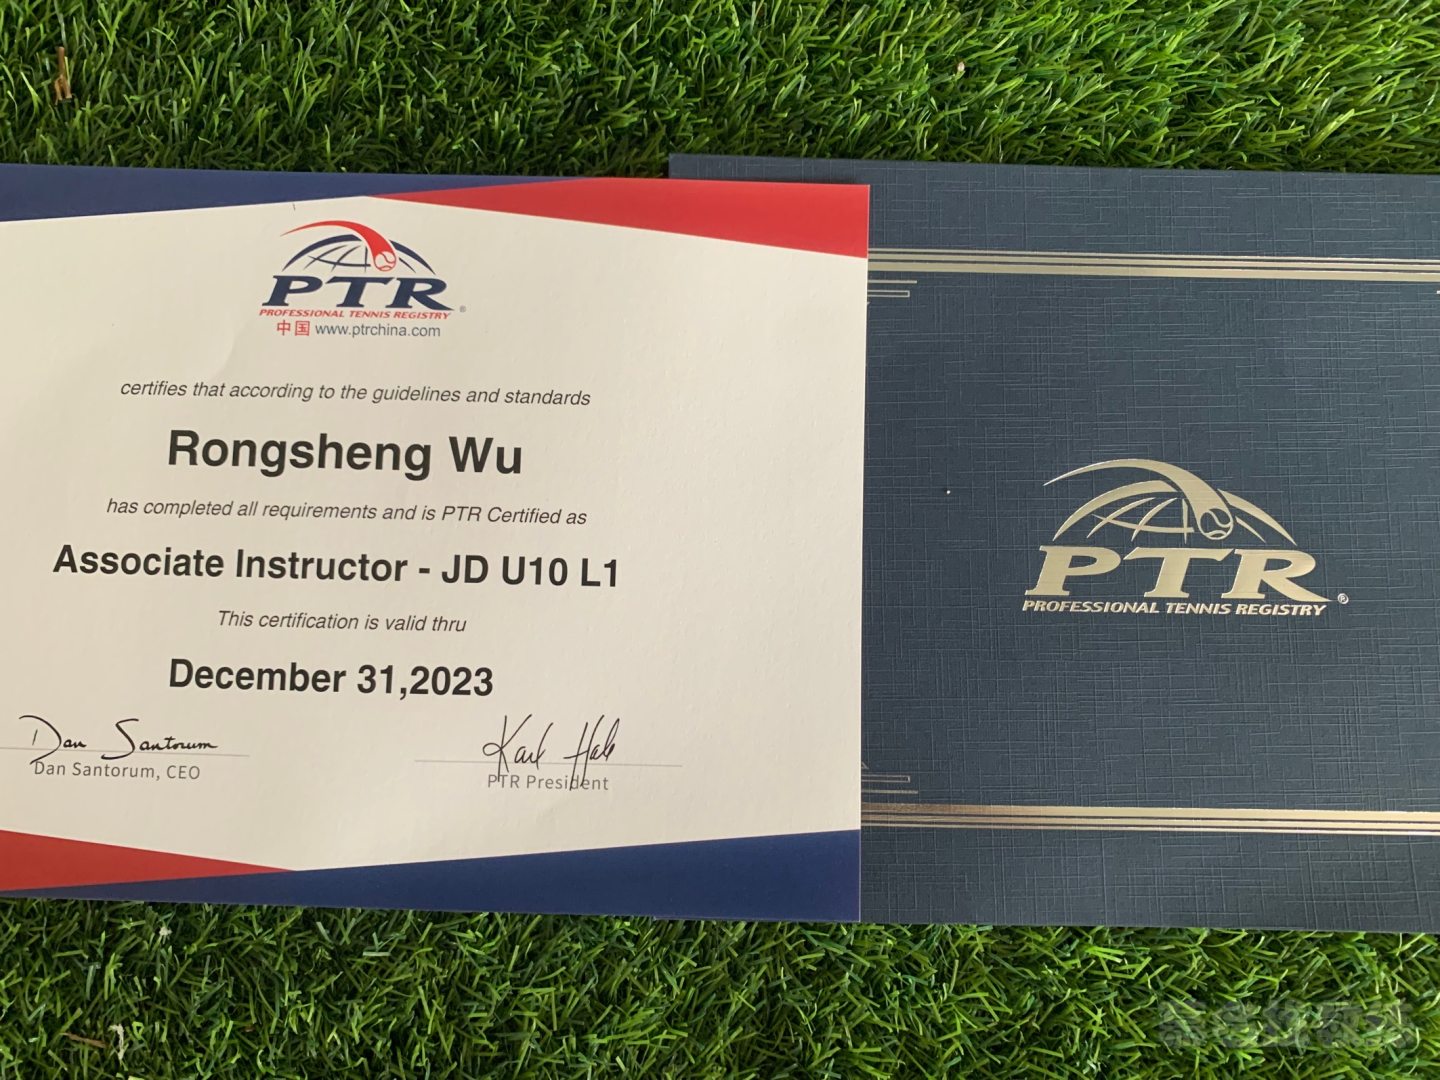 PTR®
PROFESSIONAL TENNIS REGISTRY
中国 www.ptrchina.com
certifies that according to the guidelines and standards
Rongsheng Wu
has completed all requirements and is PTR Certified as
Associate Instructor - JD U10 L1
This certification is valid thru
December 31,2023
Dan Santorum
Dan Santorum, CEO
Karl Hale
PTR President
PTR®
PROFESSIONAL TENNIS REGISTRY